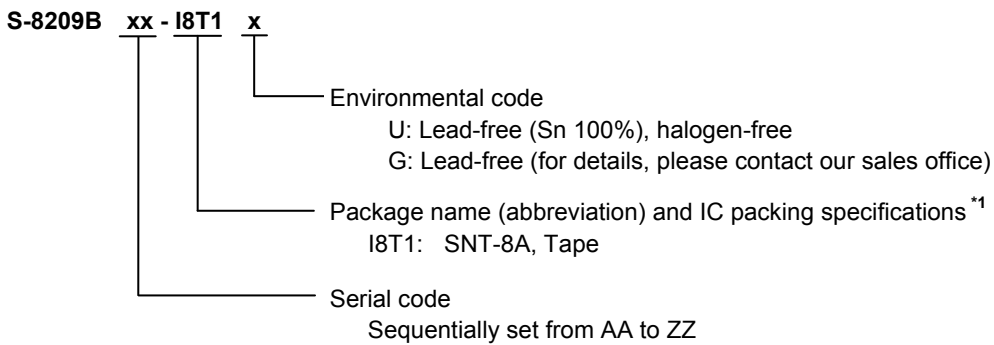 S-8209B xx - I8T1 x
Environmental code
U: Lead-free (Sn 100%), halogen-free
G: Lead-free (for details, please contact our sales office)
Package name (abbreviation) and IC packing specifications *1
I8T1: SNT-8A, Tape
Serial code
Sequentially set from AA to ZZ